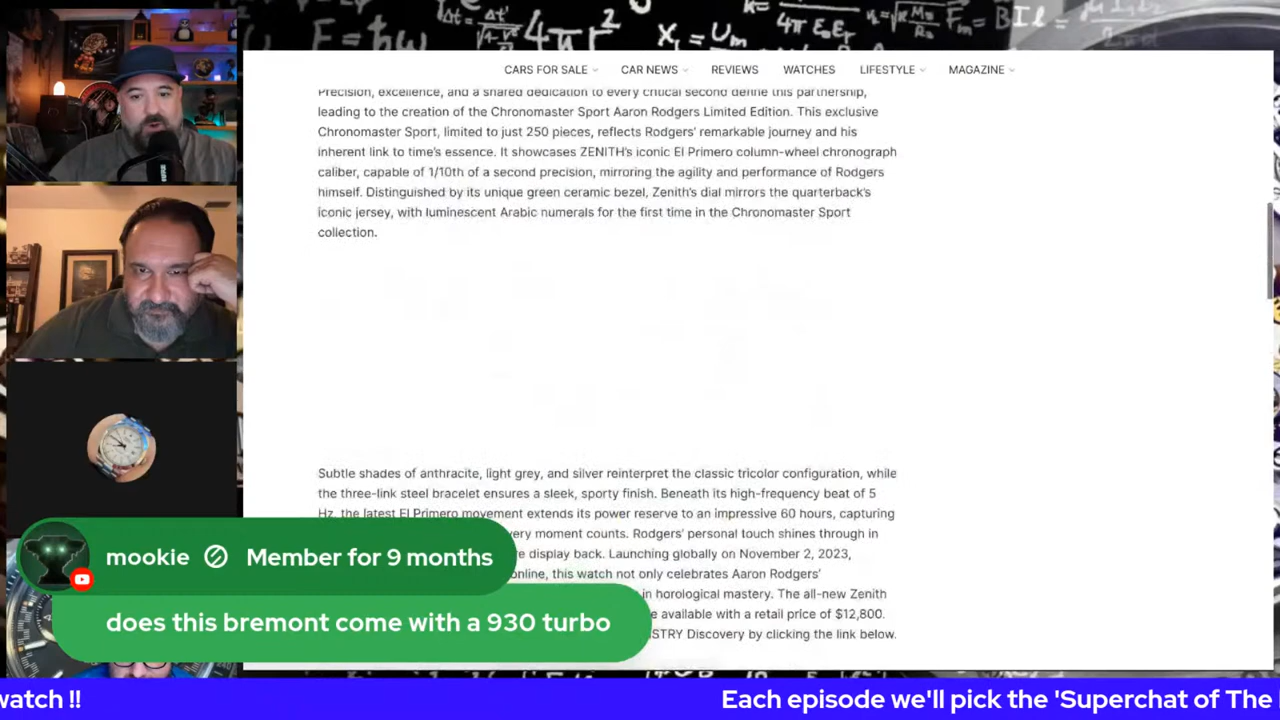 CARS FOR SALE CAR NEWS REVIEWS WATCHES LIFESTYLE MAGAZINE
Precision, excellence, and a shared dedication to every critical second define this partnership,
leading to the creation of the Chronomaster Sport Aaron Rodgers Limited Edition. This exclusive
Chronomaster Sport, limited to just 250 pieces, reflects Rodgers' remarkable journey and his
inherent link to time's essence. It showcases ZENITH's iconic El Primero column-wheel chronograph
caliber, capable of 1/10th of a second precision, mirroring the agility and performance of Rodgers
himself. Distinguished by its unique green ceramic bezel, Zenith's dial mirrors the quarterback's
iconic jersey, with luminescent Arabic numerals for the first time in the Chronomaster Sport
collection.
Subtle shades of anthracite, light grey, and silver reinterpret the classic tricolor configuration, while
the three-link steel bracelet ensures a sleek, sporty finish. Beneath its high-frequency beat of 5
Hz, the latest El Primero movement extends its power reserve to an impressive 60 hours, capturing
very moment counts. Rodgers' personal touch shines through in
re display back. Launching globally on November 2, 2023,
online, this watch not only celebrates Aaron Rodgers'
in horological mastery. The all-new Zenith
e available with a retail price of $12,800.
STRY Discovery by clicking the link below.
mookie Member for 9 months
does this bremont come with a 930 turbo
watch !! Each episode we'll pick the 'Superchat of The